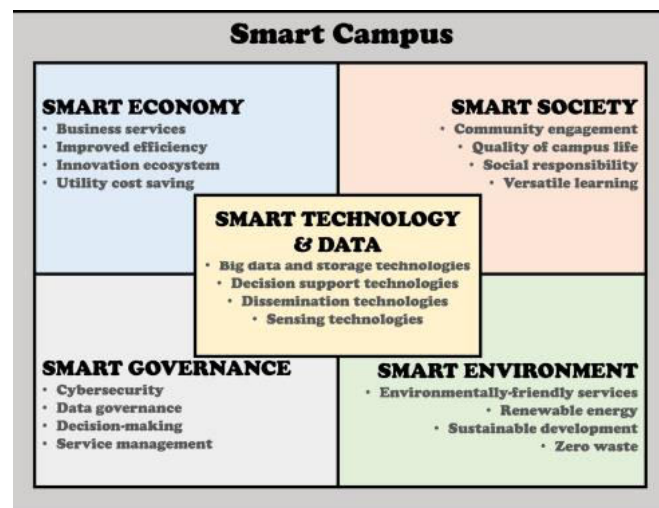 Smart Campus
SMART ECONOMY
• Business services
• Improved efficiency
• Innovation ecosystem
• Utility cost saving
SMART SOCIETY
• Community engagement
• Quality of campus life
• Social responsibility
• Versatile learning
SMART TECHNOLOGY
& DATA
• Big data and storage technologies
• Decision support technologies
• Dissemination technologies
• Sensing technologies
SMART GOVERNANCE
• Cybersecurity
• Data governance
• Decision-making
• Service management
SMART ENVIRONMENT
• Environmentally-friendly services
• Renewable energy
• Sustainable development
• Zero waste